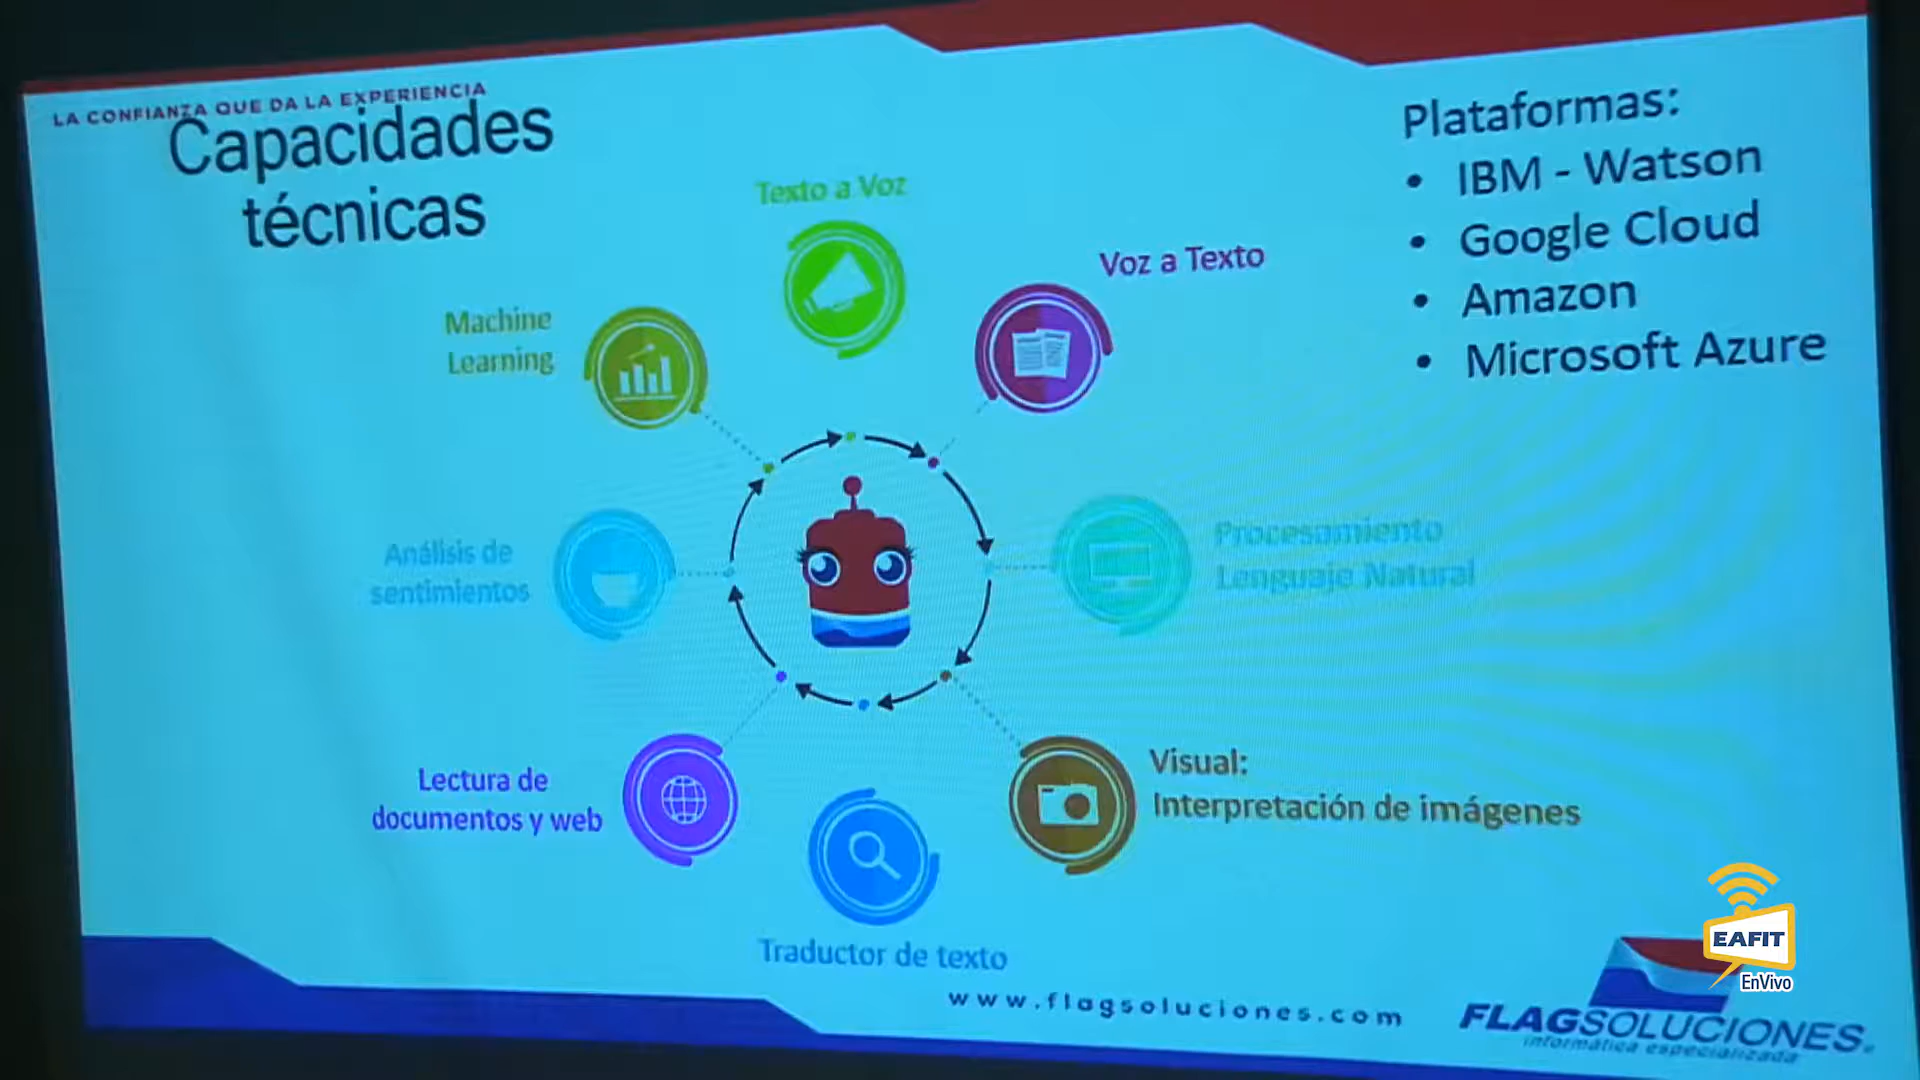 LA CONFIANZA QUE DA LA EXPERIENCIA
Capacidades
técnicas
Plataformas:
• IBM - Watson
• Google Cloud
• Amazon
• Microsoft Azure
Texto a Voz
Voz a Texto
Machine
Learning
Procesamiento
Lenguaje Natural
Análisis de
sentimientos
Visual:
Interpretación de imágenes
Lectura de
documentos y web
Traductor de texto
www.flagsoluciones.com
FLAGSOLUCIONES
informática especializada
EAFIT
EnVivo